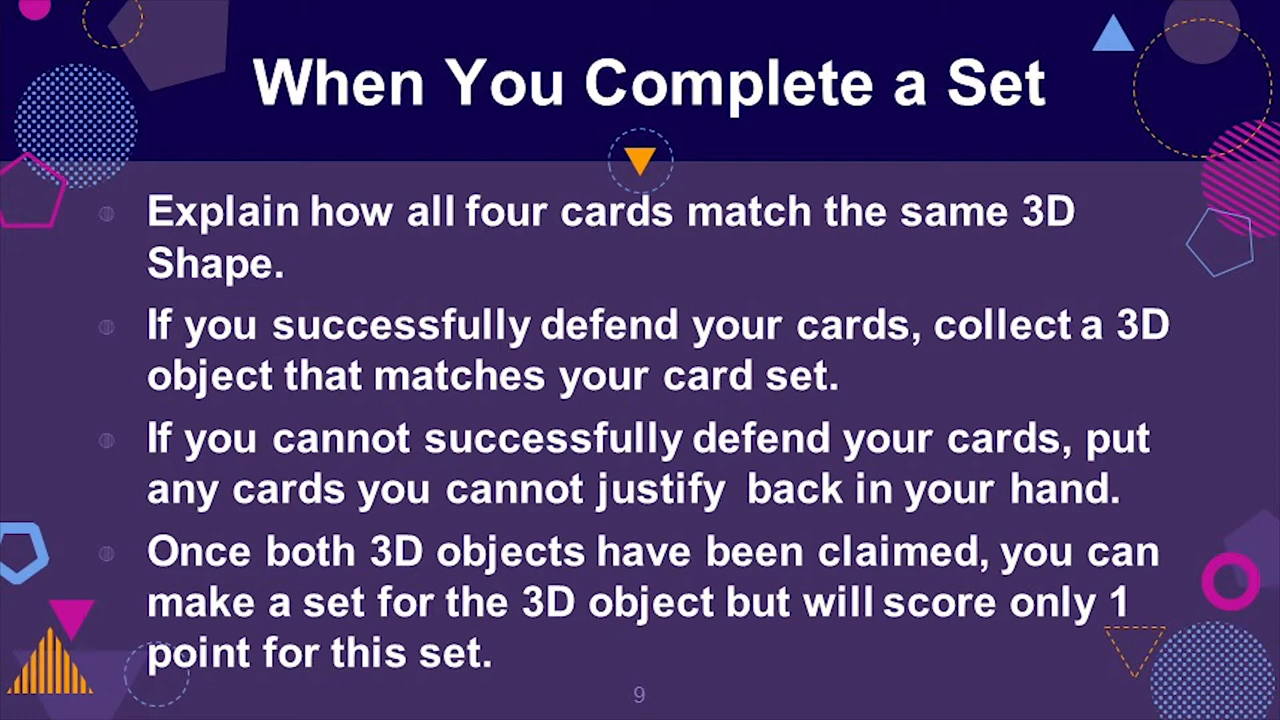 When You Complete a Set
Explain how all four cards match the same 3D
Shape.
If you successfully defend your cards, collect a 3D
object that matches your card set.
If you cannot successfully defend your cards, put
any cards you cannot justify back in your hand.
Once both 3D objects have been claimed, you can
make a set for the 3D object but will score only 1
point for this set.
9